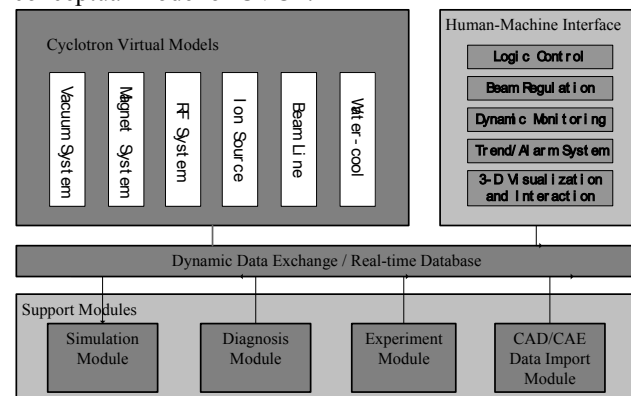 Cyclotron Virtual Models
Vacuum System
Magnet System
RF System
Ion Source
Beam Line
Water-cool
Human-Machine Interface
Logic Control
Beam Regulation
Dynamic Monitoring
Trend/Alarm System
3-D Visualization
and Interaction
Dynamic Data Exchange / Real-time Database
Support Modules
Simulation
Module
Diagnosis
Module
Experiment
Module
CAD/CAE
Data Import
Module